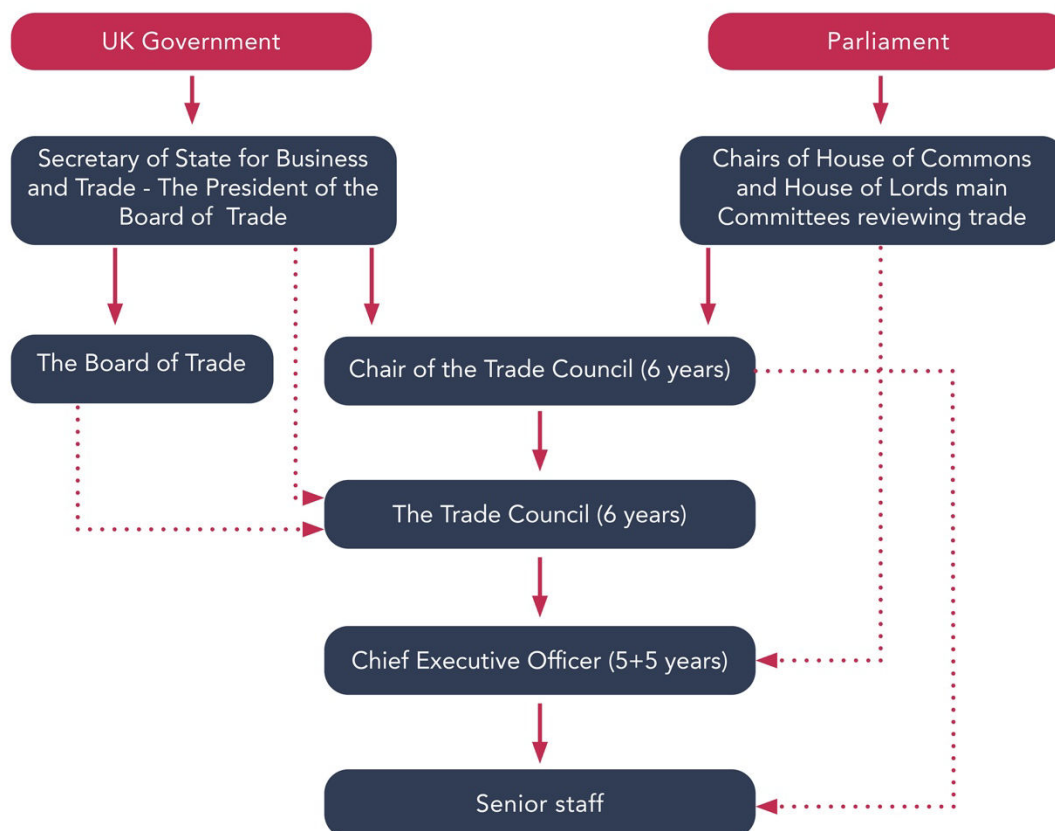 UK Government
Parliament
Secretary of State for Business
and Trade - The President of the
Board of Trade
Chairs of House of Commons
and House of Lords main
Committees reviewing trade
The Board of Trade
Chair of the Trade Council (6 years)
The Trade Council (6 years)
Chief Executive Officer (5+5 years)
Senior staff